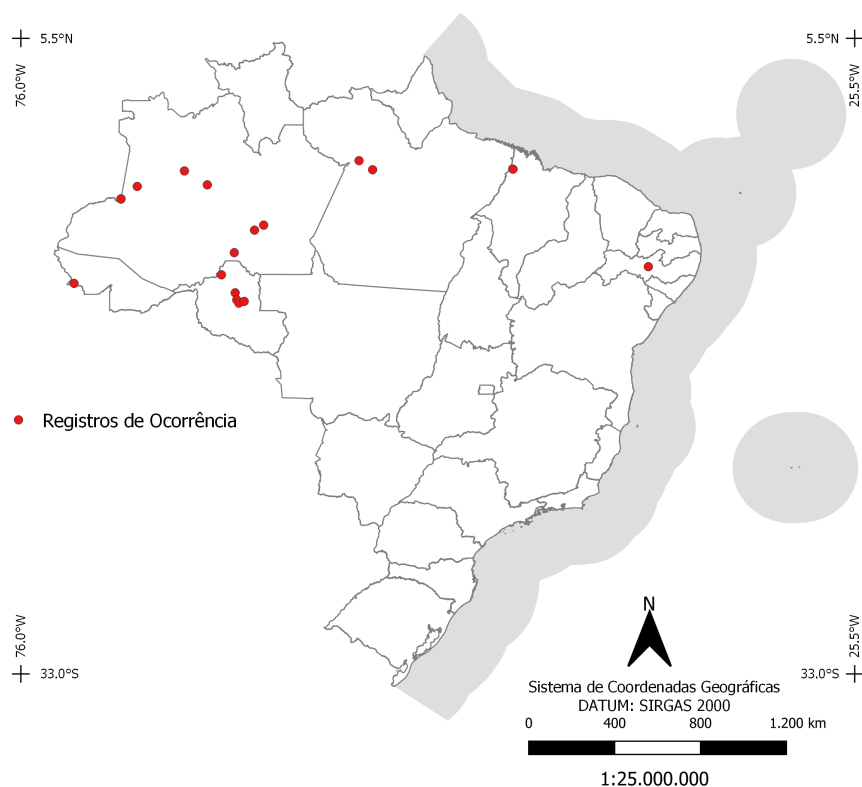 5.5°N
5.5°N
76.0°W
25.5°W
Registros de Ocorrência
N
76.0°W
25.5°W
33.0°S
33.0°S
Sistema de Coordenadas Geográficas
DATUM: SIRGAS 2000
0 400 800 1.200 km
1:25.000.000